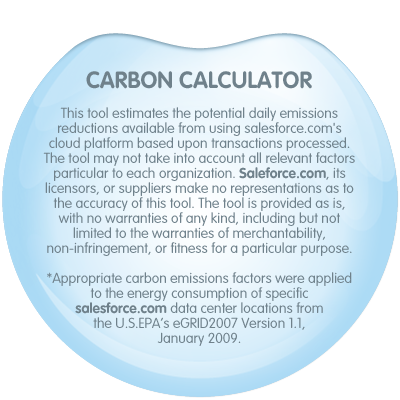 CARBON CALCULATOR
This tool estimates the potential daily emissions
reductions available from using salesforce.com's
cloud platform based upon transactions processed.
The tool may not take into account all relevant factors
particular to each organization. Saleforce.com, its
licensors, or suppliers make no representations as to
the accuracy of this tool. The tool is provided as is,
with no warranties of any kind, including but not
limited to the warranties of merchantability,
non-infringement, or fitness for a particular purpose.
*Appropriate carbon emissions factors were applied
to the energy consumption of specific
salesforce.com data center locations from
the U.S.EPA's eGRID2007 Version 1.1,
January 2009.